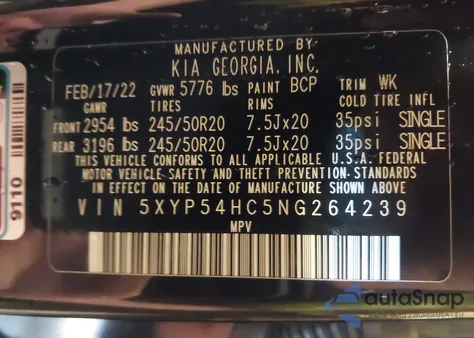 MANUFACTURED BY
KIA GEORGIA, INC.
FEB/17/22 GVWR 5776 lbs PAINT BCP TRIM WK
GAWR TIRES RIMS COLD TIRE INFL
FRONT 2954 lbs 245/50R20 7.5Jx20 35psi SINGLE
REAR 3196 lbs 245/50R20 7.5Jx20 35psi SINGLE
THIS VEHICLE CONFORMS TO ALL APPLICABLE U.S.A. FEDERAL
MOTOR VEHICLE SAFETY AND THEFT PREVENTION STANDARDS
IN EFFECT ON THE DATE OF MANUFACTURE SHOWN ABOVE
VIN 5XYP54HC5NG264239
MPV
9110
autaSnap